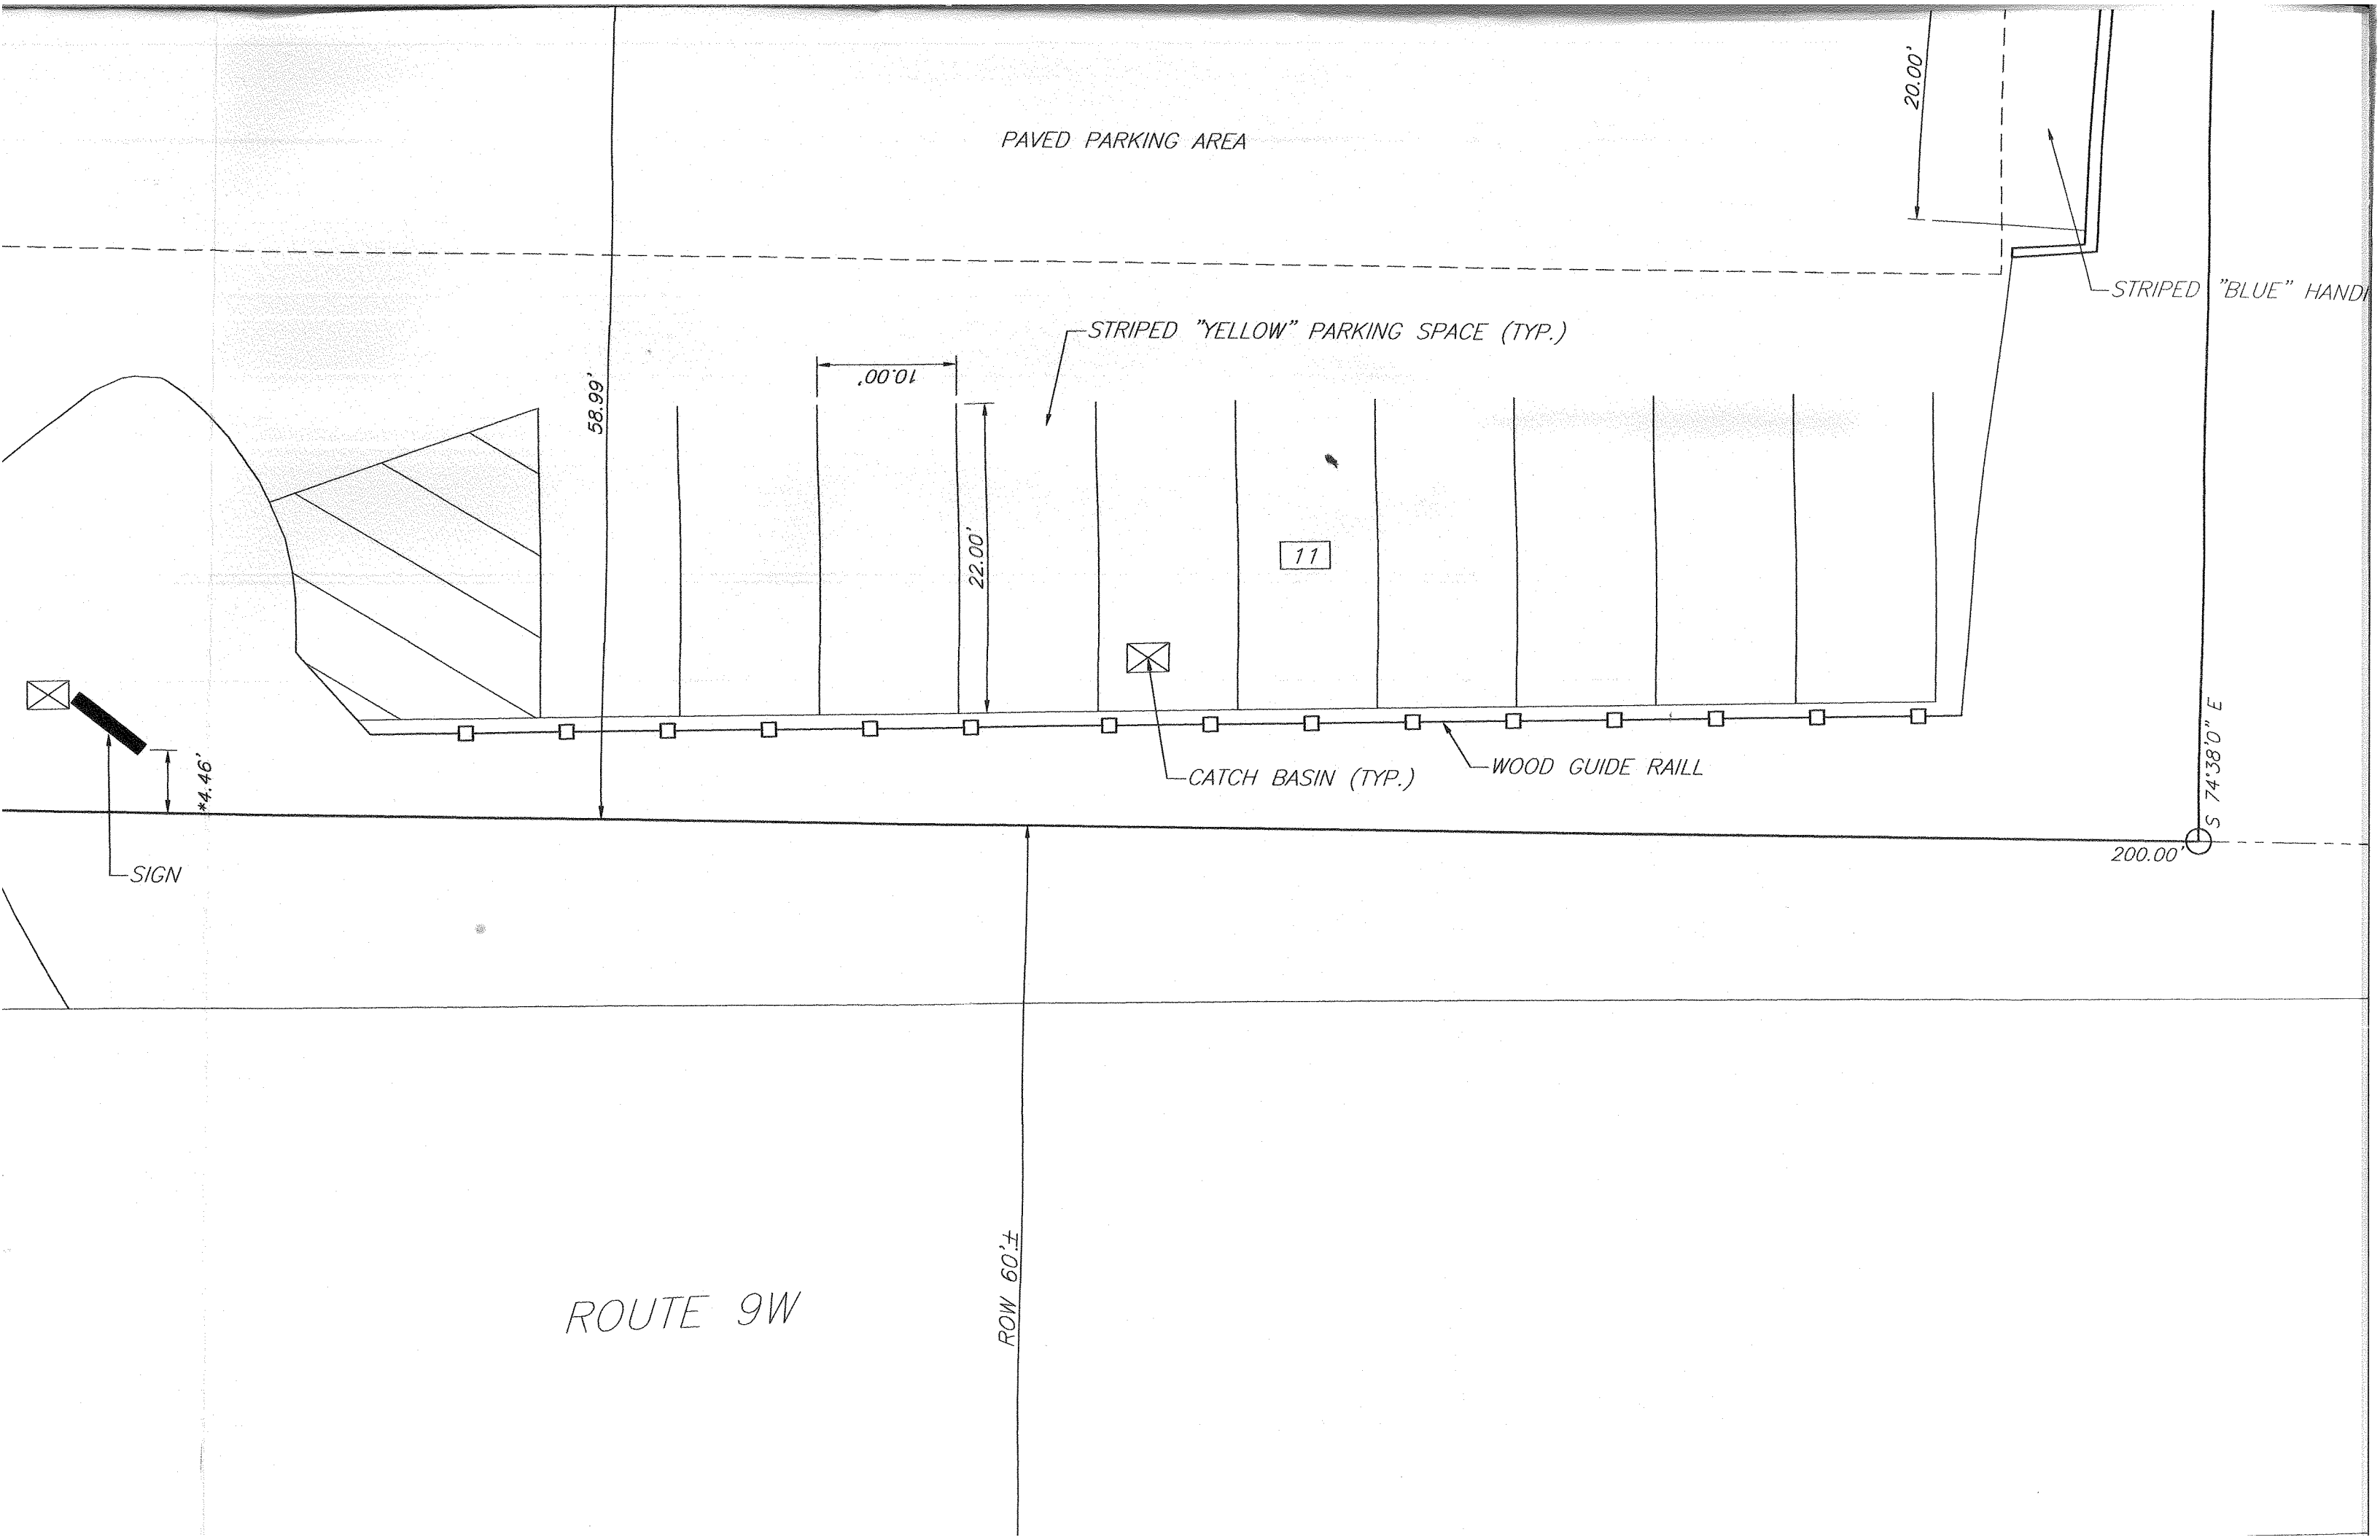 20.00'
PAVED PARKING AREA
STRIPED "BLUE" HANDI
STRIPED "YELLOW" PARKING SPACE (TYP.)
10.00'
58.99'
22.00'
11
*4.46'
CATCH BASIN (TYP.)
WOOD GUIDE RAILL
S 74°38'0" E
200.00'
SIGN
ROW 60'±
ROUTE 9W